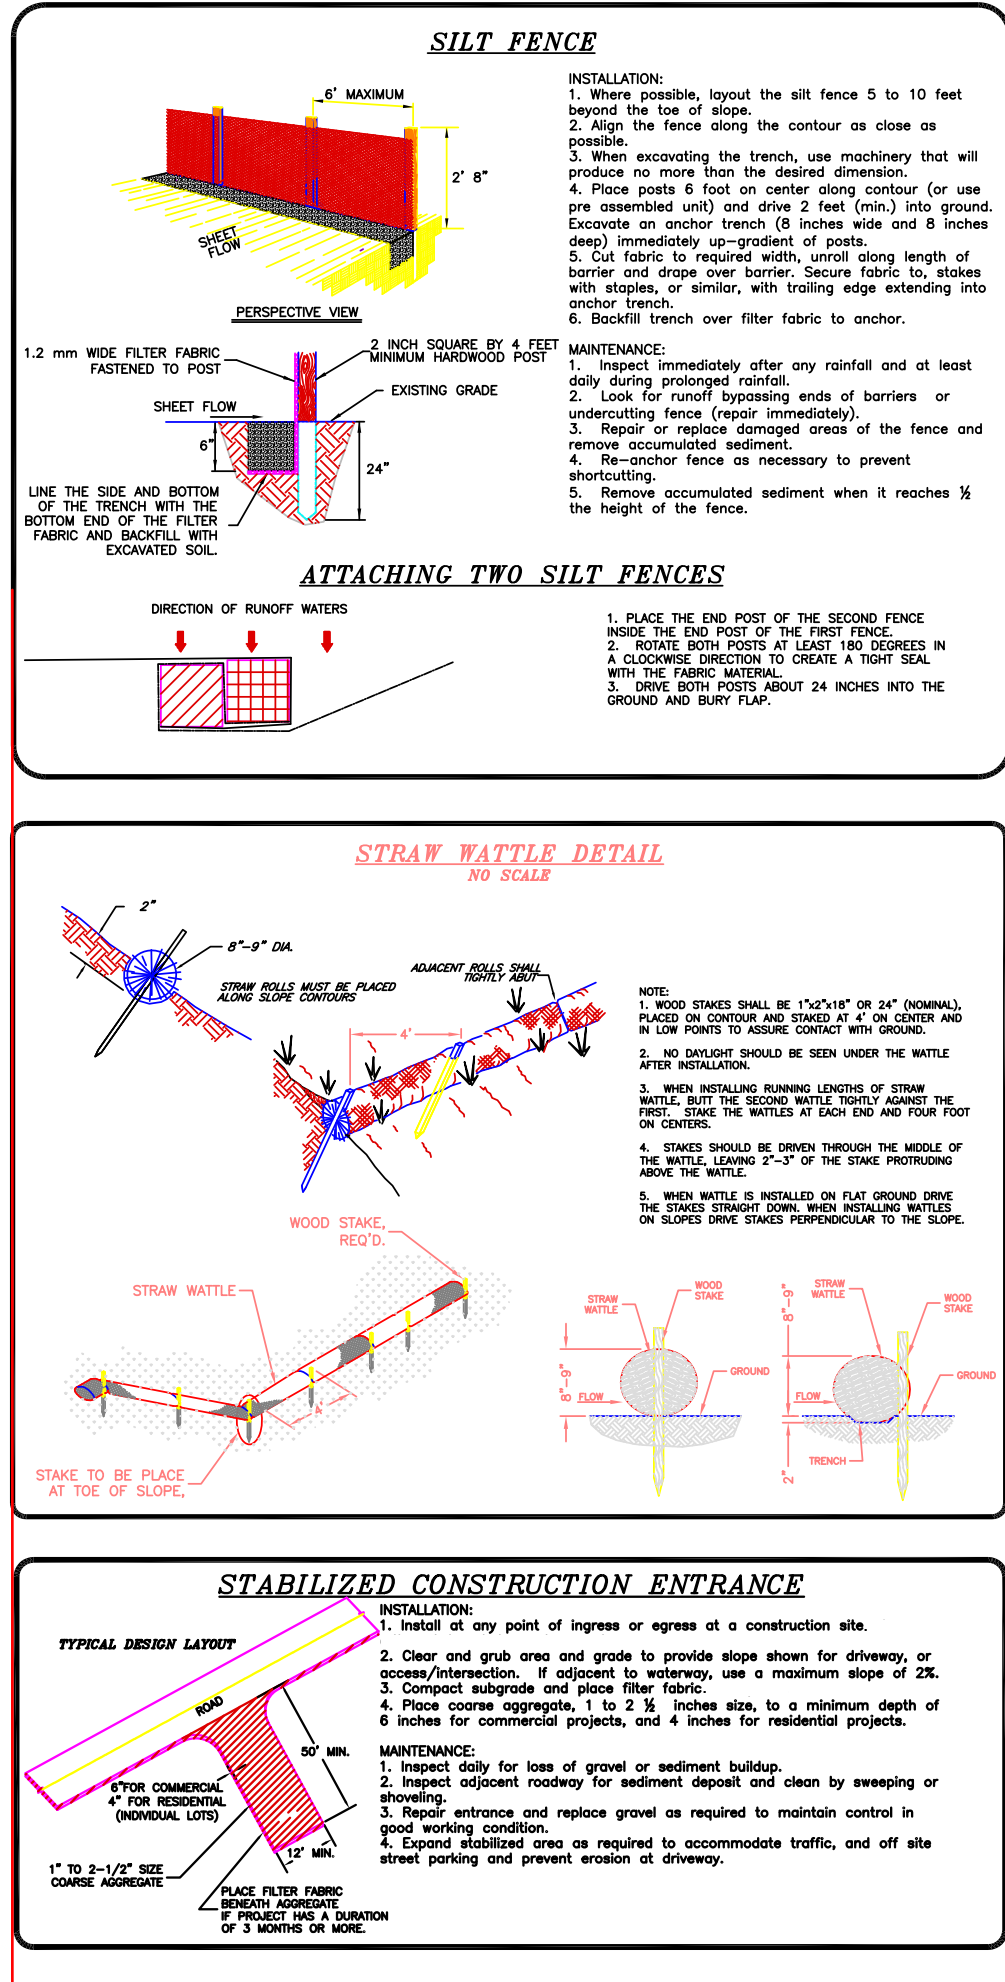 SILT FENCE
6' MAXIMUM
2' 8"
SHEET
FLOW
PERSPECTIVE VIEW
INSTALLATION:
1. Where possible, layout the silt fence 5 to 10 feet
beyond the toe of slope.
2. Align the fence along the contour as close as
possible.
3. When excavating the trench, use machinery that will
produce no more than the desired dimension.
4. Place posts 6 foot on center along contour (or use
pre assembled unit) and drive 2 feet (min.) into ground.
Excavate an anchor trench (8 inches wide and 8 inches
deep) immediately up-gradient of posts.
5. Cut fabric to required width, unroll along length of
barrier and drape over barrier. Secure fabric to, stakes
with staples, or similar, with trailing edge extending into
anchor trench.
6. Backfill trench over filter fabric to anchor.
MAINTENANCE:
1. Inspect immediately after any rainfall and at least
daily during prolonged rainfall.
2. Look for runoff bypassing ends of barriers or
undercutting fence (repair immediately).
3. Repair or replace damaged areas of the fence and
remove accumulated sediment.
4. Re-anchor fence as necessary to prevent
shortcutting.
5. Remove accumulated sediment when it reaches ½
the height of the fence.
1.2 mm WIDE FILTER FABRIC
FASTENED TO POST
2 INCH SQUARE BY 4 FEET
MINIMUM HARDWOOD POST
EXISTING GRADE
SHEET FLOW
6"
24"
LINE THE SIDE AND BOTTOM
OF THE TRENCH WITH THE
BOTTOM END OF THE FILTER
FABRIC AND BACKFILL WITH
EXCAVATED SOIL.
ATTACHING TWO SILT FENCES
DIRECTION OF RUNOFF WATERS
1. PLACE THE END POST OF THE SECOND FENCE
INSIDE THE END POST OF THE FIRST FENCE.
2. ROTATE BOTH POSTS AT LEAST 180 DEGREES IN
A CLOCKWISE DIRECTION TO CREATE A TIGHT SEAL
WITH THE FABRIC MATERIAL.
3. DRIVE BOTH POSTS ABOUT 24 INCHES INTO THE
GROUND AND BURY FLAP.
STRAW WATTLE DETAIL
NO SCALE
2"
8"-9" DIA.
STRAW ROLLS MUST BE PLACED
ALONG SLOPE CONTOURS
ADJACENT ROLLS SHALL
TIGHTLY ABUT
4'
NOTE:
1. WOOD STAKES SHALL BE 1"x2"x18" OR 24" (NOMINAL),
PLACED ON CONTOUR AND STAKED AT 4' ON CENTER AND
IN LOW POINTS TO ASSURE CONTACT WITH GROUND.
2. NO DAYLIGHT SHOULD BE SEEN UNDER THE WATTLE
AFTER INSTALLATION.
3. WHEN INSTALLING RUNNING LENGTHS OF STRAW
WATTLE, BUTT THE SECOND WATTLE TIGHTLY AGAINST THE
FIRST. STAKE THE WATTLES AT EACH END AND FOUR FOOT
ON CENTERS.
4. STAKES SHOULD BE DRIVEN THROUGH THE MIDDLE OF
THE WATTLE, LEAVING 2"-3" OF THE STAKE PROTRUDING
ABOVE THE WATTLE.
5. WHEN WATTLE IS INSTALLED ON FLAT GROUND DRIVE
THE STAKES STRAIGHT DOWN. WHEN INSTALLING WATTLES
ON SLOPES DRIVE STAKES PERPENDICULAR TO THE SLOPE.
WOOD STAKE,
REQ'D.
STRAW WATTLE
4'
STAKE TO BE PLACE
AT TOE OF SLOPE,
WOOD
STAKE
STRAW
WATTLE
8"-9"
FLOW
GROUND
STRAW
WATTLE
WOOD
STAKE
8"-9"
FLOW
GROUND
TRENCH
2"
STABILIZED CONSTRUCTION ENTRANCE
TYPICAL DESIGN LAYOUT
ROAD
50' MIN.
6"FOR COMMERCIAL
4" FOR RESIDENTIAL
(INDIVIDUAL LOTS)
12' MIN.
1" TO 2-1/2" SIZE
COARSE AGGREGATE
PLACE FILTER FABRIC
BENEATH AGGREGATE
IF PROJECT HAS A DURATION
OF 3 MONTHS OR MORE.
INSTALLATION:
1. Install at any point of ingress or egress at a construction site.
2. Clear and grub area and grade to provide slope shown for driveway, or
access/intersection. If adjacent to waterway, use a maximum slope of 2%.
3. Compact subgrade and place filter fabric.
4. Place coarse aggregate, 1 to 2 ½ inches size, to a minimum depth of
6 inches for commercial projects, and 4 inches for residential projects.
MAINTENANCE:
1. Inspect daily for loss of gravel or sediment buildup.
2. Inspect adjacent roadway for sediment deposit and clean by sweeping or
shoveling.
3. Repair entrance and replace gravel as required to maintain control in
good working condition.
4. Expand stabilized area as required to accommodate traffic, and off site
street parking and prevent erosion at driveway.